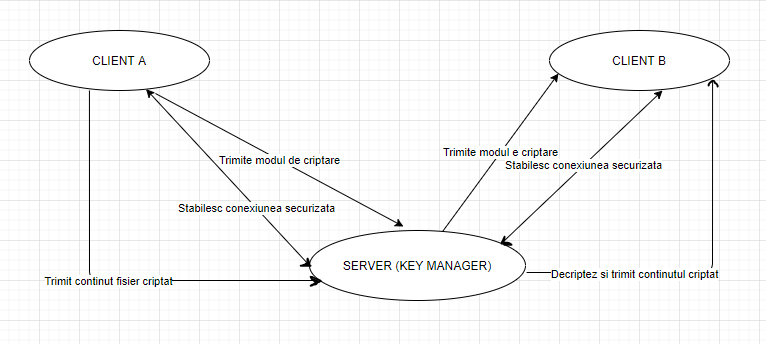 CLIENT A
CLIENT B
Trimite modul de criptare
Trimite modul e criptare
Stabilesc conexiunea securizata
Stabilesc conexiunea securizata
SERVER (KEY MANAGER)
Trimit continut fisier criptat
Decriptez si trimit continutul criptat